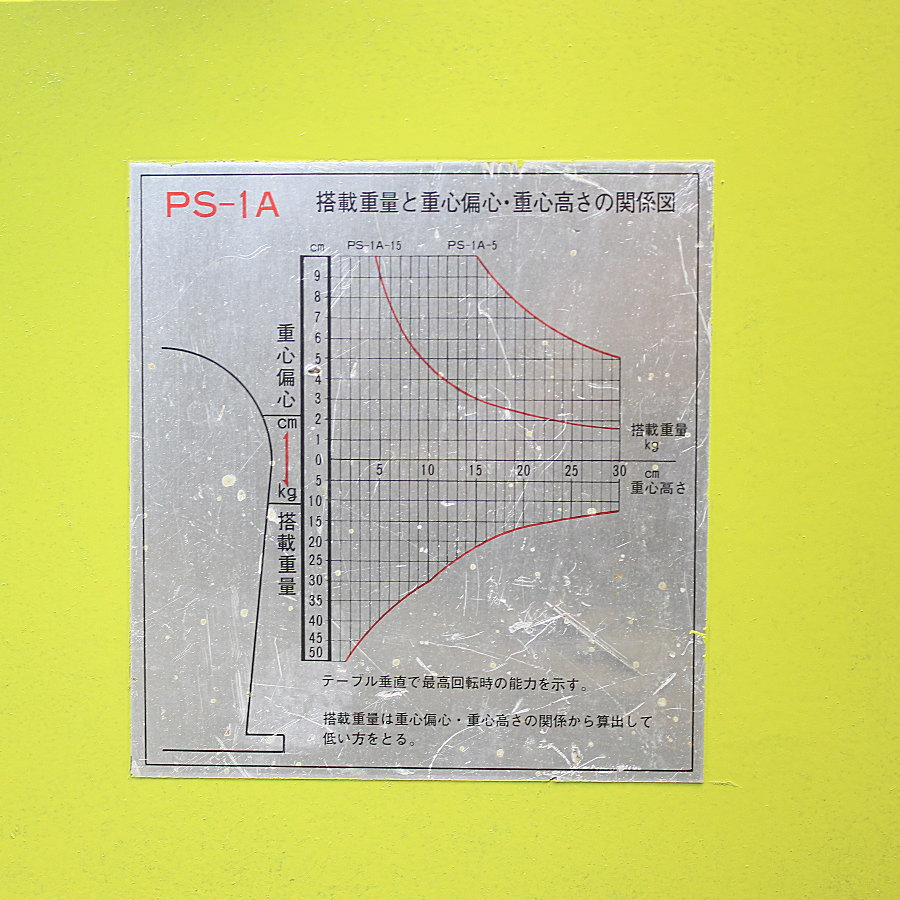 PS-1A
搭載重量と重心偏心・重心高さの関係図
cm
PS-1A-15
PS-1A-5
9
8
7
6
5
4
3
2
1
0
5
10
15
20
25
30
35
40
45
50
重心偏心
cm
kg
搭載重量
5
10
15
20
25
30
搭載重量
kg
cm
重心高さ
テーブル垂直で最高回転時の能力を示す。
搭載重量は重心偏心・重心高さの関係から算出して
低い方をとる。